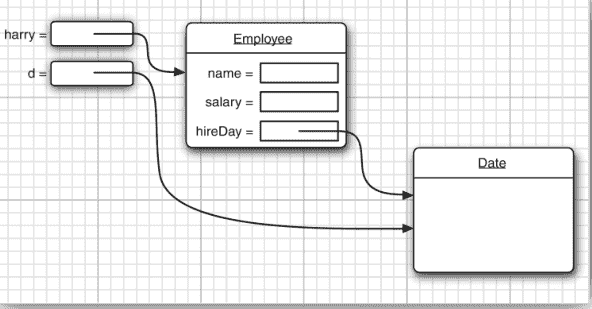 harry =
d =
Employee
name =
salary =
hireDay =
Date